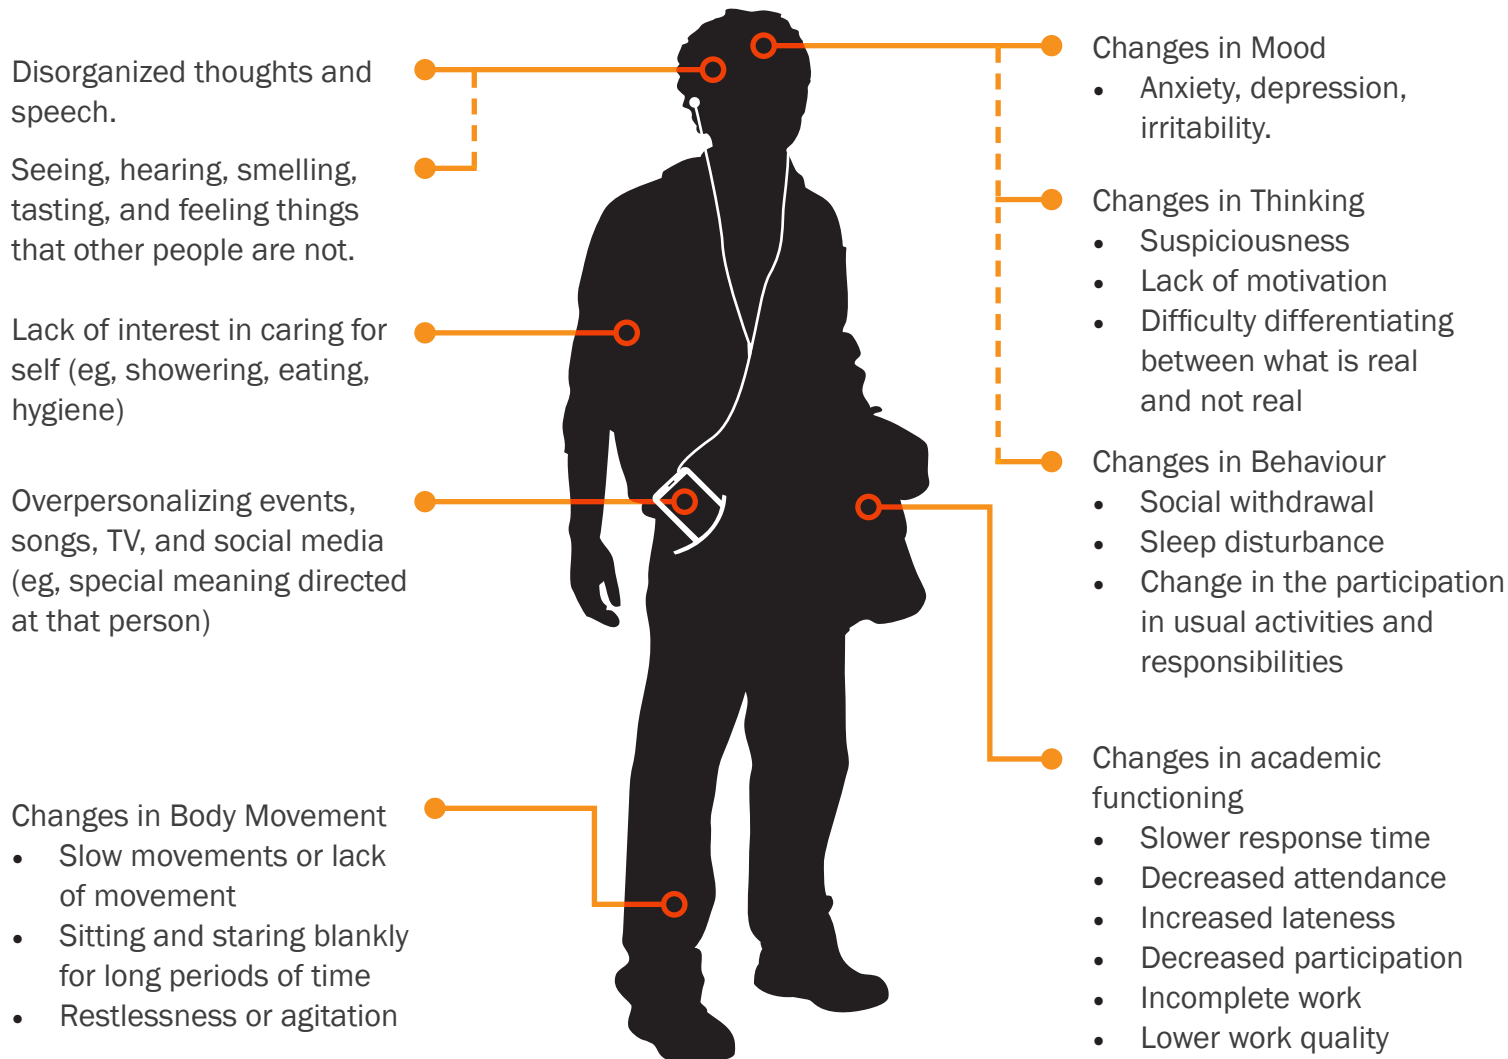 Disorganized thoughts and
speech.
Seeing, hearing, smelling,
tasting, and feeling things
that other people are not.
Lack of interest in caring for
self (eg, showering, eating,
hygiene)
Overpersonalizing events,
songs, TV, and social media
(eg, special meaning directed
at that person)
Changes in Body Movement
• Slow movements or lack
of movement
• Sitting and staring blankly
for long periods of time
• Restlessness or agitation
Changes in Mood
• Anxiety, depression,
irritability.
Changes in Thinking
• Suspiciousness
• Lack of motivation
• Difficulty differentiating
between what is real
and not real
Changes in Behaviour
• Social withdrawal
• Sleep disturbance
• Change in the participation
in usual activities and
responsibilities
Changes in academic
functioning
• Slower response time
• Decreased attendance
• Increased lateness
• Decreased participation
• Incomplete work
• Lower work quality